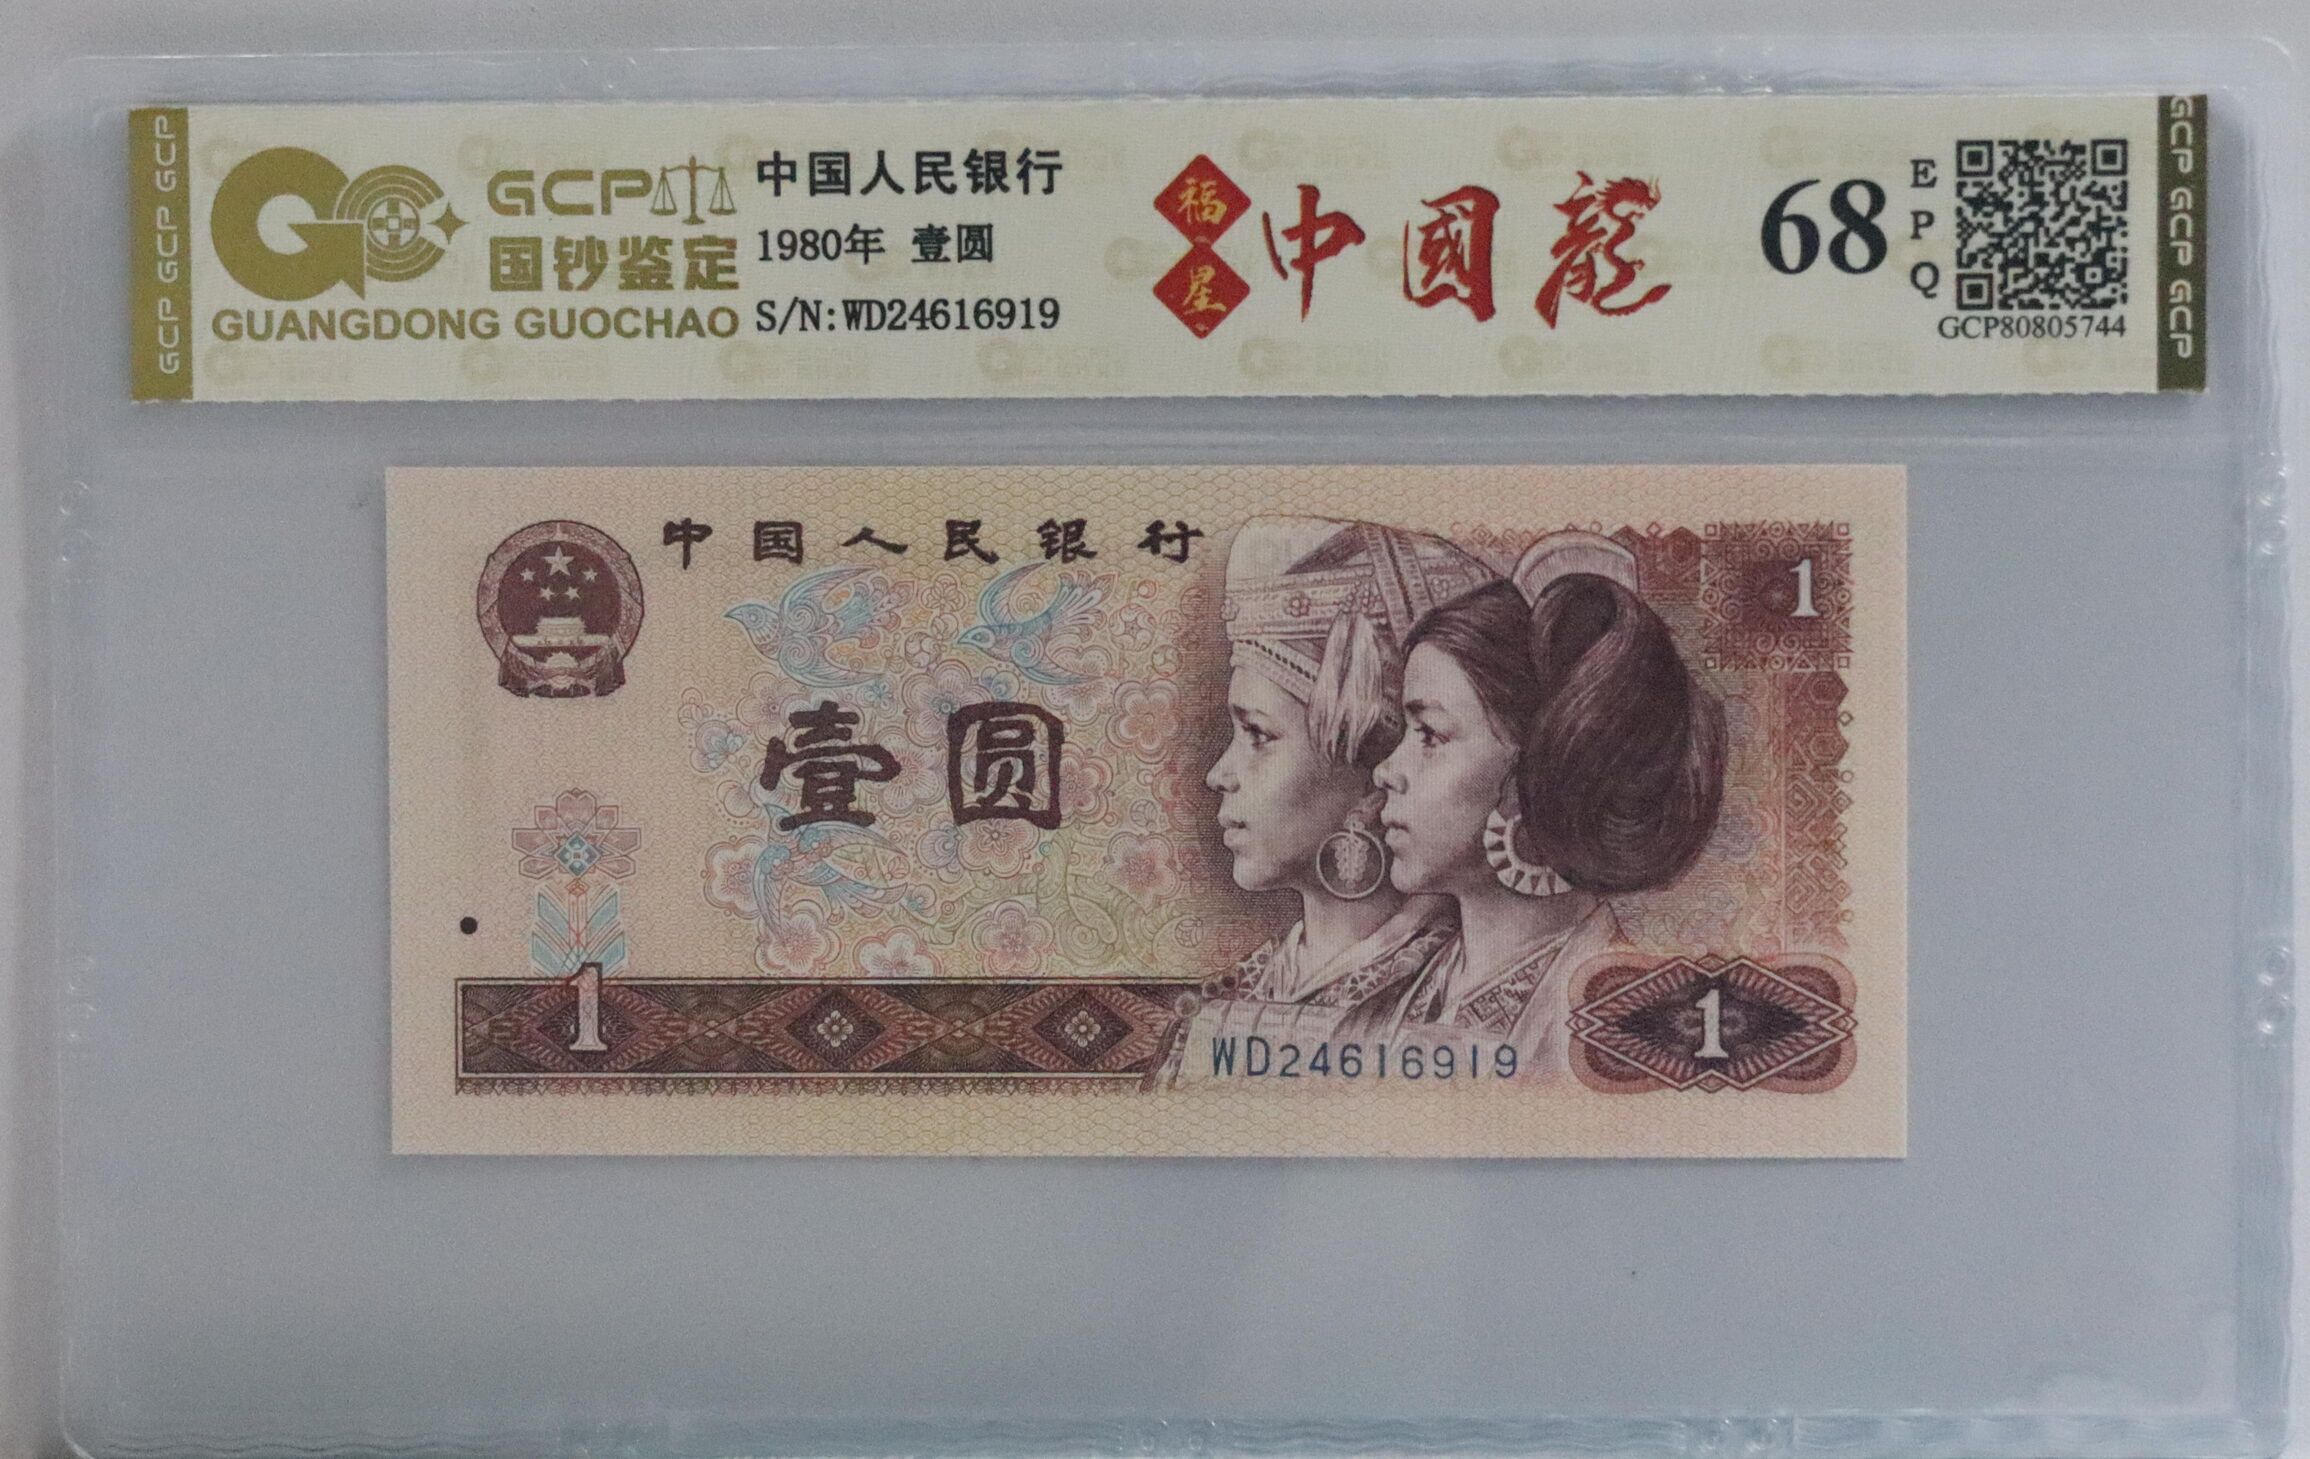 GCP GCP GCP GCP
GCP
国钞鉴定
GUANGDONG GUOCHAO
中国人民银行
1980年 壹圆
S/N:WD24616919
福
星
中國龍
68
E
P
Q
GCP80805744
GCP GCP GCP GCP
中国人民银行
1
壹圆
1
WD24616919
1